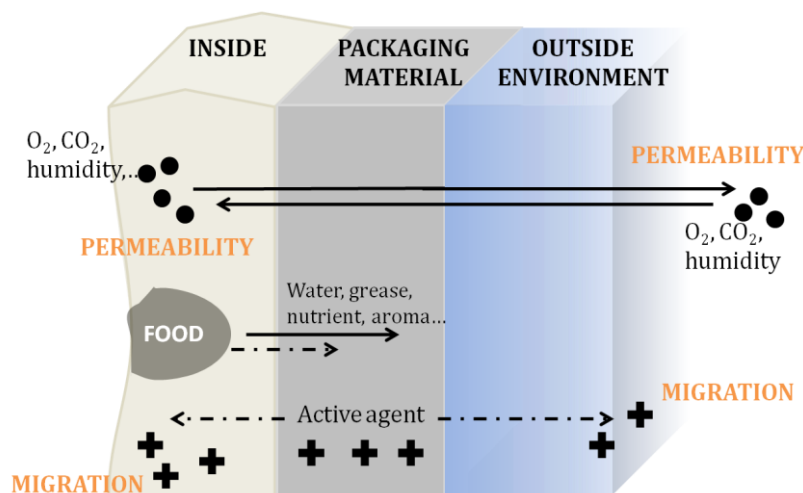 INSIDE
PACKAGING
MATERIAL
OUTSIDE
ENVIRONMENT
O₂, CO₂,
humidity,..
PERMEABILITY
PERMEABILITY
O₂, CO₂,
humidity
Water, grease,
nutrient, aroma...
FOOD
Active agent
MIGRATION
MIGRATION